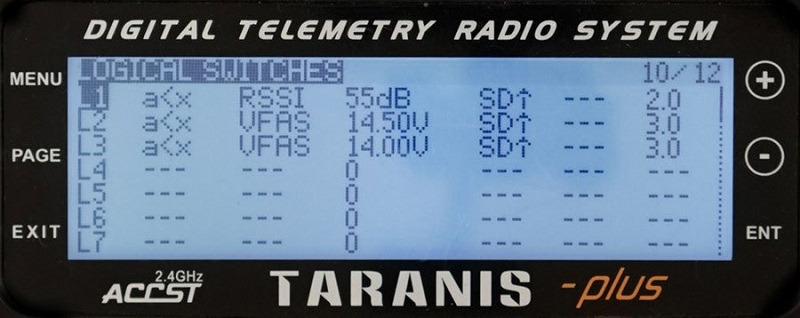 DIGITAL TELEMETRY RADIO SYSTEM
MENU
PAGE
EXIT
LOGICAL SWITCHES 10/12
L1 a<x RSSI 55dB SD↑ --- 2.0
L2 a<x VFAS 14.50V SD↑ --- 3.0
L3 a<x VFAS 14.00V SD↑ --- 3.0
L4 --- --- 0 --- --- ---
L5 --- --- 0 --- --- ---
L6 --- --- 0 --- --- ---
L7 --- --- 0 --- --- ---
+
-
ENT
2.4GHz
ACCST
TARANIS -plus